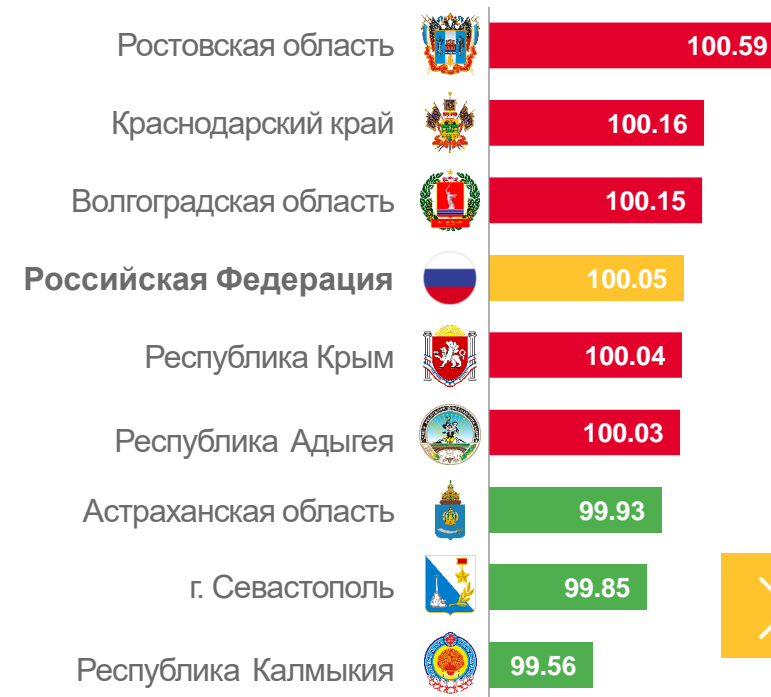 Ростовская область 100.59
Краснодарский край 100.16
Волгоградская область 100.15
Российская Федерация 100.05
Республика Крым 100.04
Республика Адыгея 100.03
Астраханская область 99.93
г. Севастополь 99.85
Республика Калмыкия 99.56